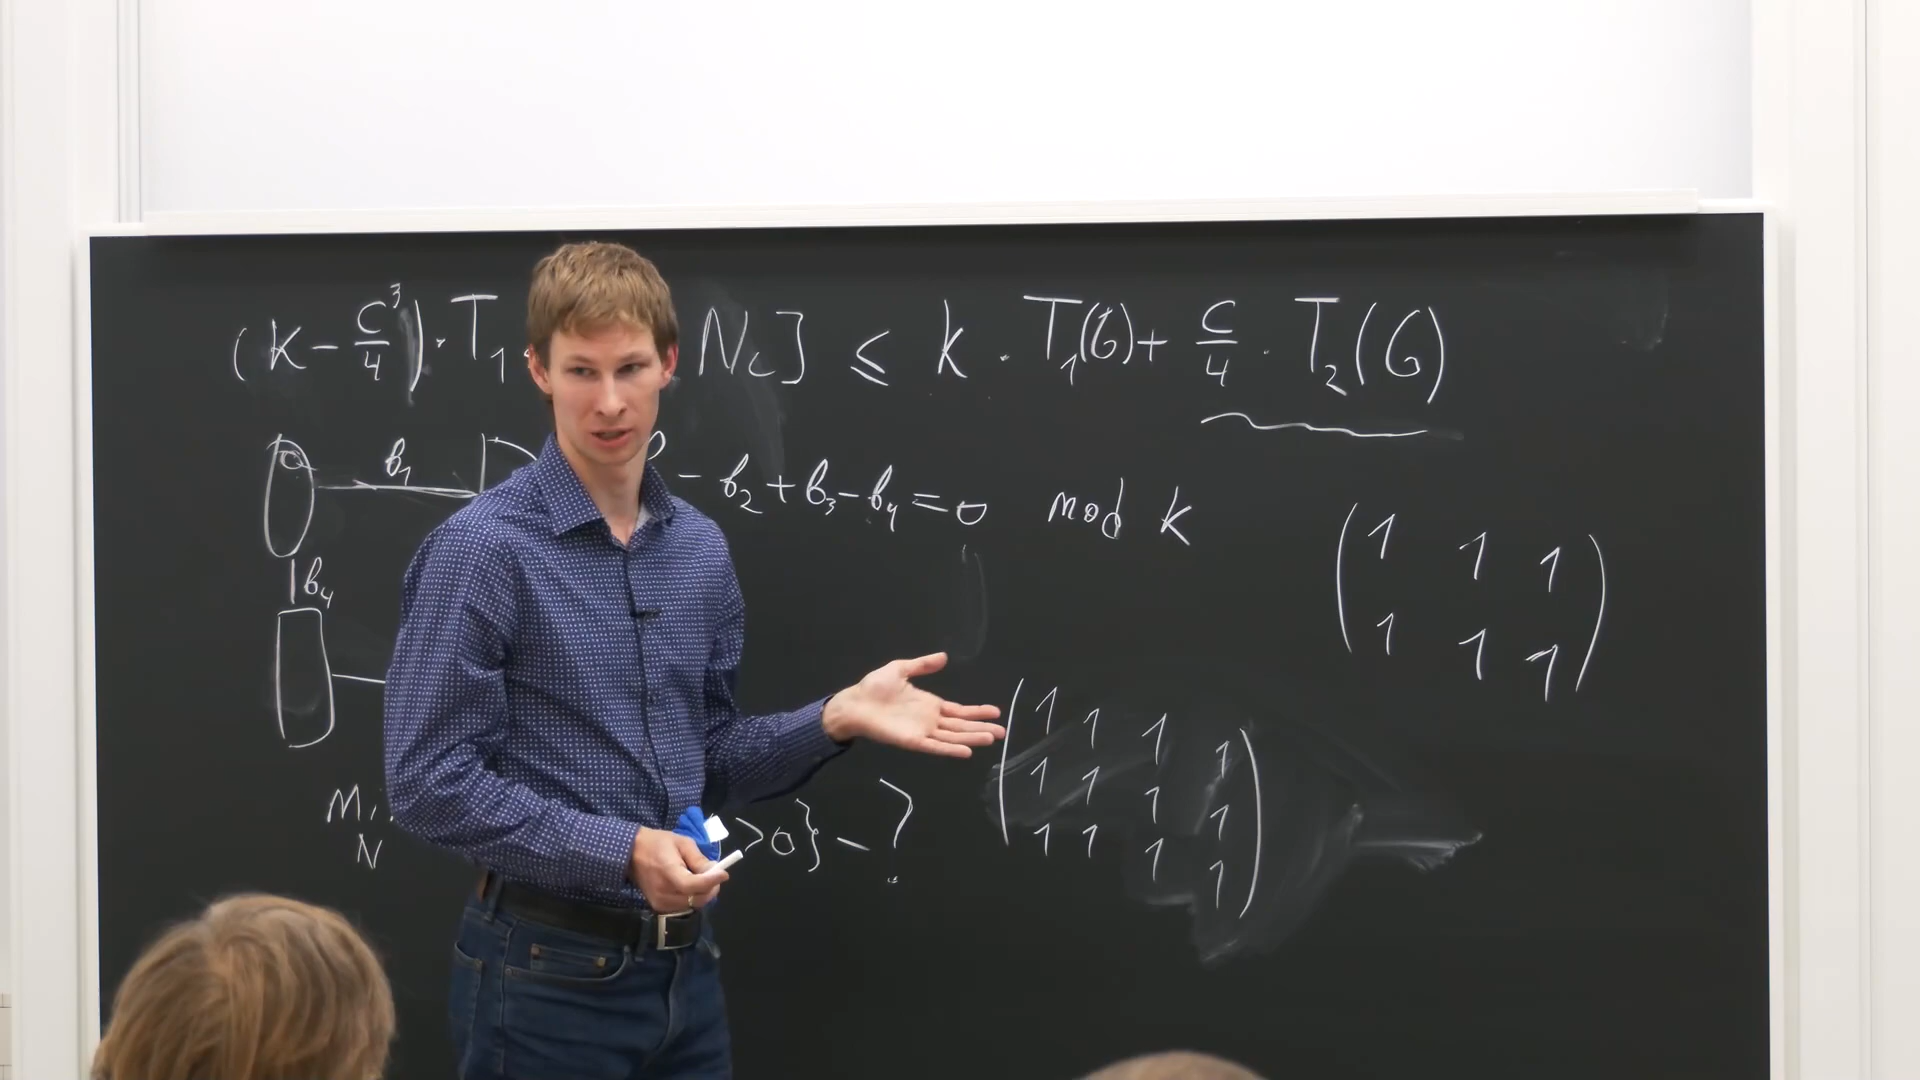 (K - C³/4) · T₁ N_c] ≤ k · T₁(G) + C/4 · T₂(G)
b₁ - b₂ + b₃ - b₄ = 0 mod k
b₄
1 1 1
1 1 1
1 1 1 1
1 1 1 1
1 1 1 1
>0} - ?
N